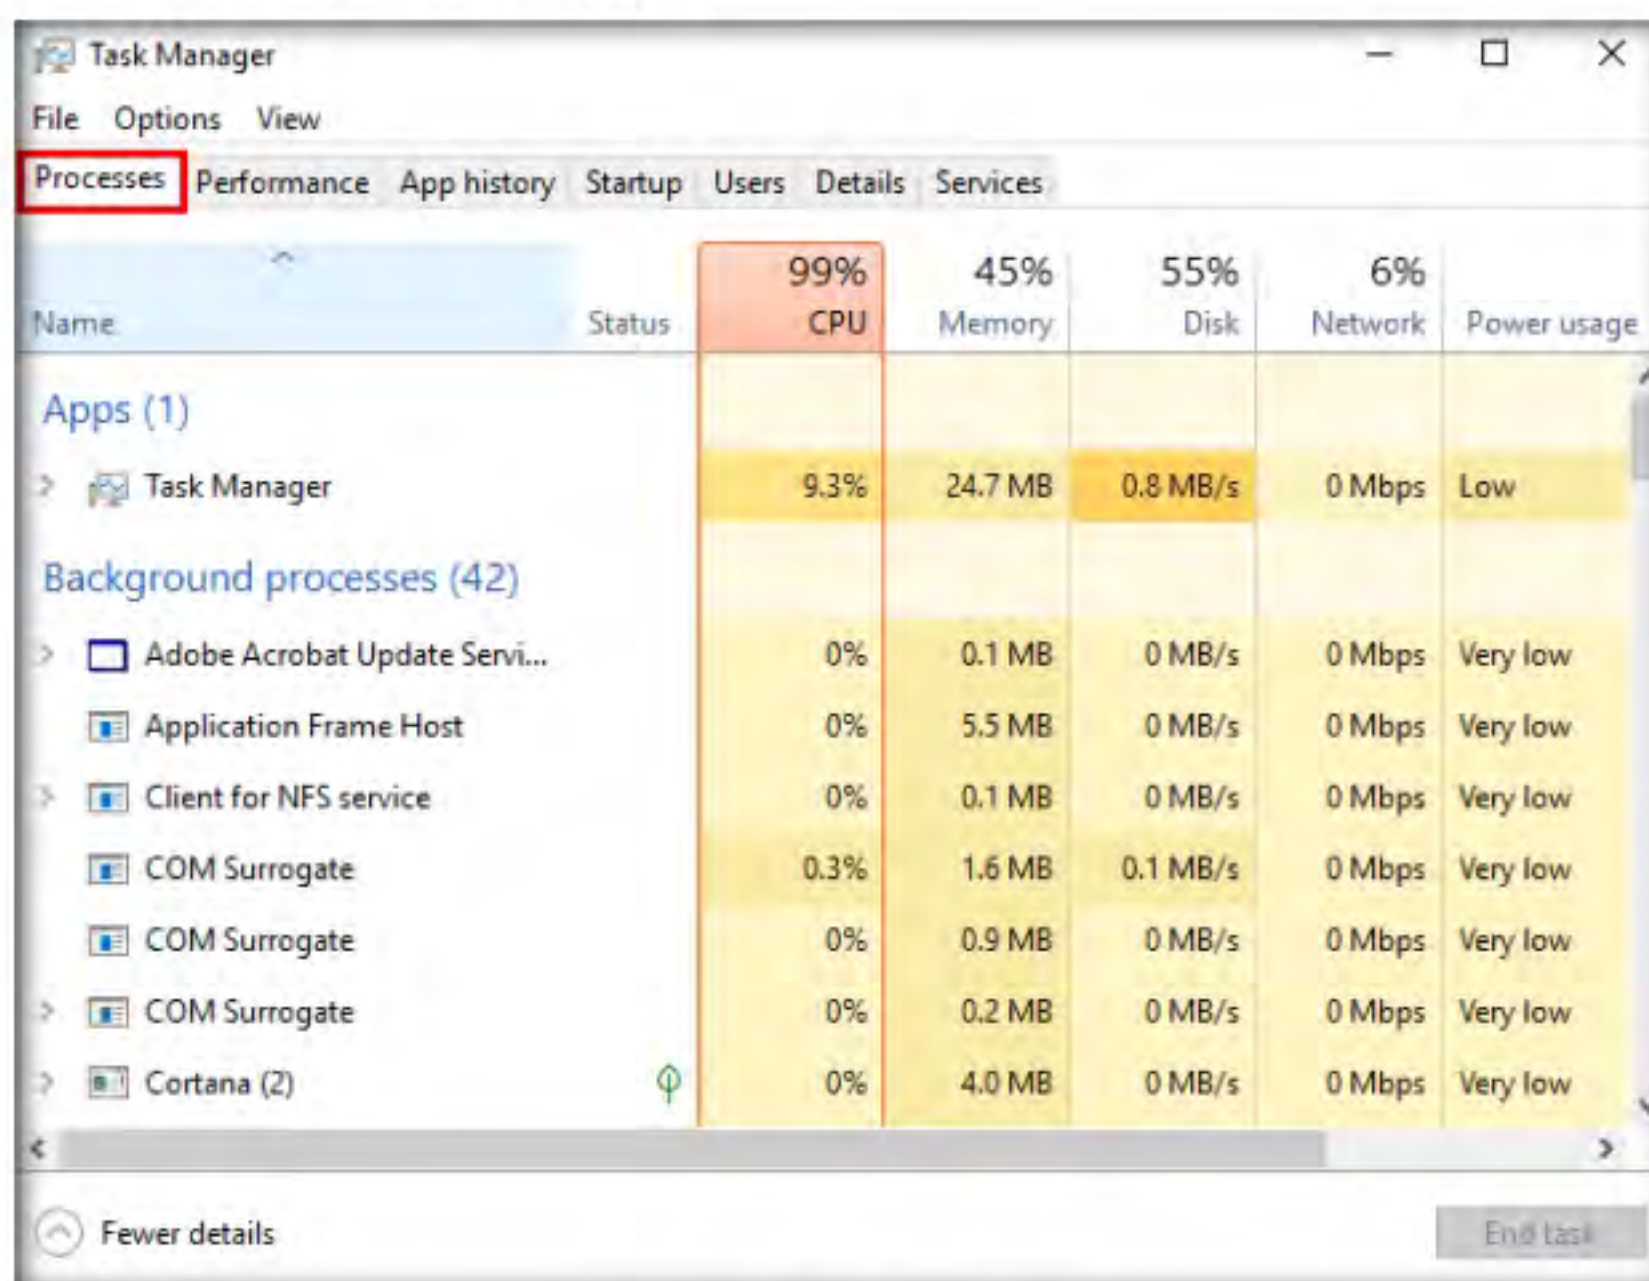 Task Manager
File Options View
Processes Performance App history Startup Users Details Services
99% 45% 55% 6%
Name Status CPU Memory Disk Network Power usage
Apps (1)
Task Manager 9.3% 24.7 MB 0.8 MB/s 0 Mbps Low
Background processes (42)
Adobe Acrobat Update Servi... 0% 0.1 MB 0 MB/s 0 Mbps Very low
Application Frame Host 0% 5.5 MB 0 MB/s 0 Mbps Very low
Client for NFS service 0% 0.1 MB 0 MB/s 0 Mbps Very low
COM Surrogate 0.3% 1.6 MB 0.1 MB/s 0 Mbps Very low
COM Surrogate 0% 0.9 MB 0 MB/s 0 Mbps Very low
COM Surrogate 0% 0.2 MB 0 MB/s 0 Mbps Very low
Cortana (2) 0% 4.0 MB 0 MB/s 0 Mbps Very low
Fewer details End task